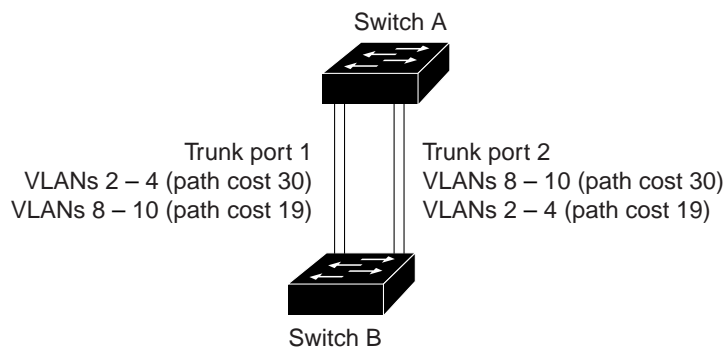 Switch A
Trunk port 1
VLANs 2 – 4 (path cost 30)
VLANs 8 – 10 (path cost 19)
Trunk port 2
VLANs 8 – 10 (path cost 30)
VLANs 2 – 4 (path cost 19)
Switch B